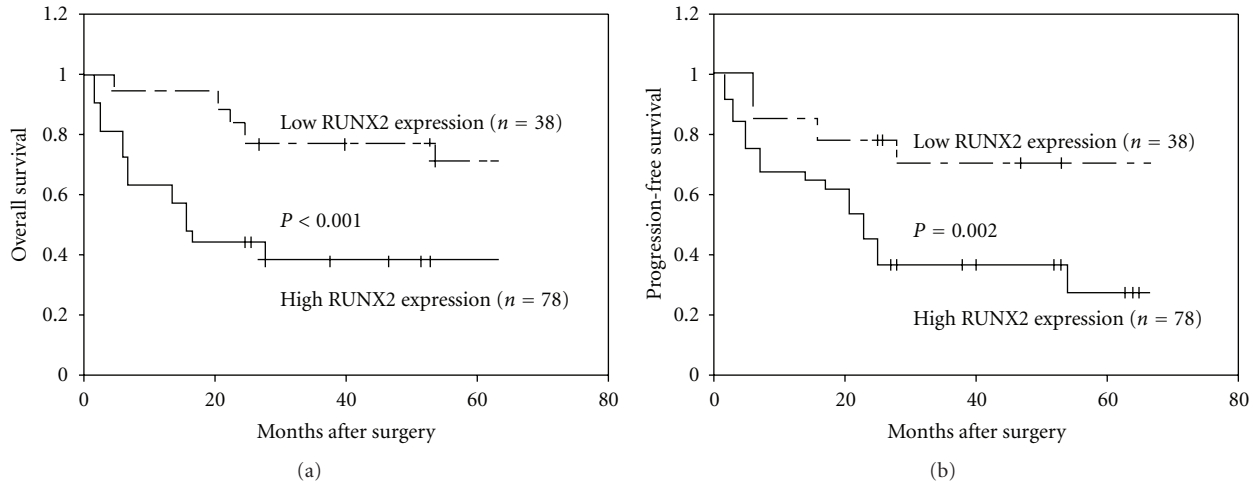 1.2
1
0.8
0.6
0.4
0.2
0
0
20
40
60
80
Overall survival
Low RUNX2 expression (n = 38)
P < 0.001
High RUNX2 expression (n = 78)
Months after surgery
(a)
1.2
1
0.8
0.6
0.4
0.2
0
0
20
40
60
80
Progression-free survival
Low RUNX2 expression (n = 38)
P = 0.002
High RUNX2 expression (n = 78)
Months after surgery
(b)